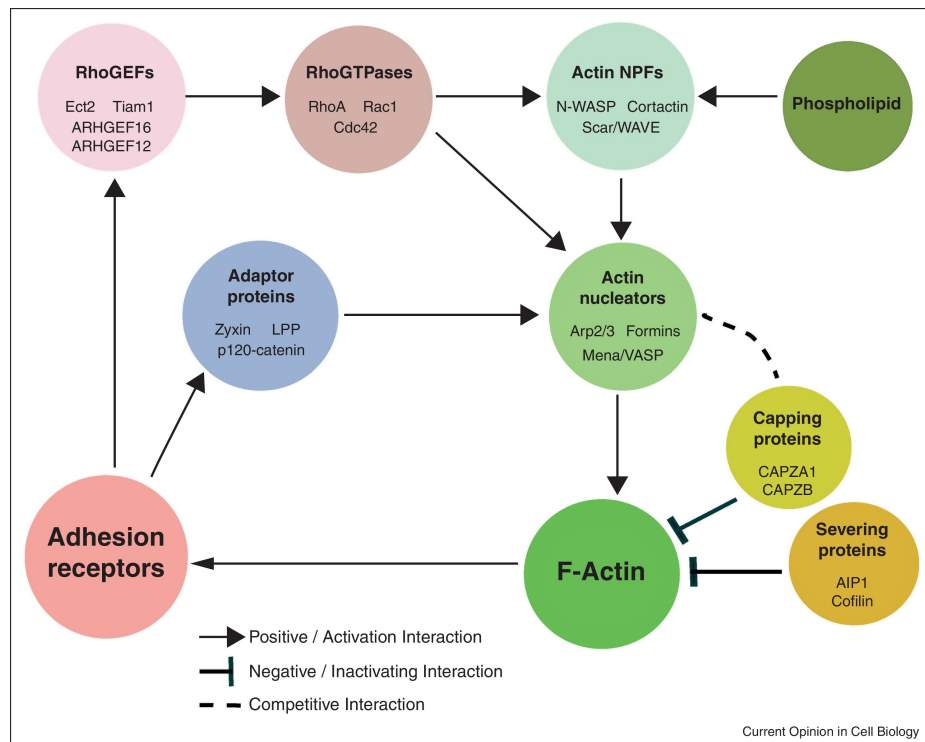 RhoGEFs
Ect2 Tiam1
ARHGEF16
ARHGEF12
RhoGTPases
RhoA Rac1
Cdc42
Actin NPFs
N-WASP Cortactin
Scar/WAVE
Phospholipid
Adaptor
proteins
Zyxin LPP
p120-catenin
Actin
nucleators
Arp2/3 Formins
Mena/VASP
Capping
proteins
CAPZA1
CAPZB
Adhesion
receptors
F-Actin
Severing
proteins
AIP1
Cofilin
Positive / Activation Interaction
Negative / Inactivating Interaction
Competitive Interaction
Current Opinion in Cell Biology